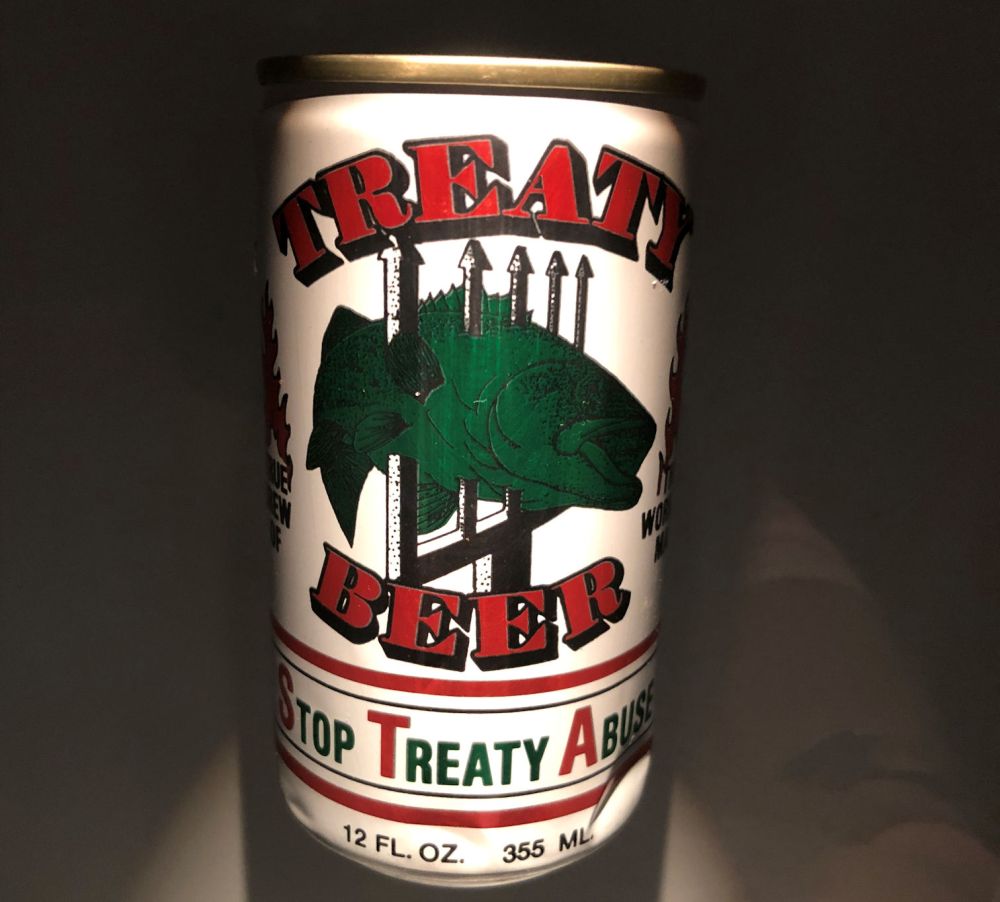 TREATY
BEER
STOP TREATY ABUSE
12 FL. OZ. 355 ML.